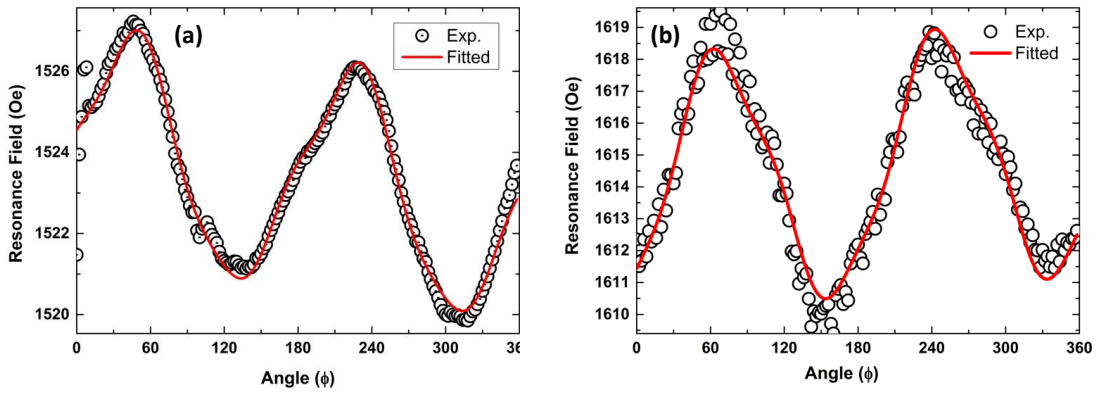 (a)
Exp.
Fitted
1526
1524
1522
1520
Resonance Field (Oe)
0 60 120 180 240 300 36
Angle (ϕ)
(b)
Exp.
Fitted
1619
1618
1617
1616
1615
1614
1613
1612
1611
1610
Resonance Field (Oe)
0 60 120 180 240 300 360
Angle (ϕ)